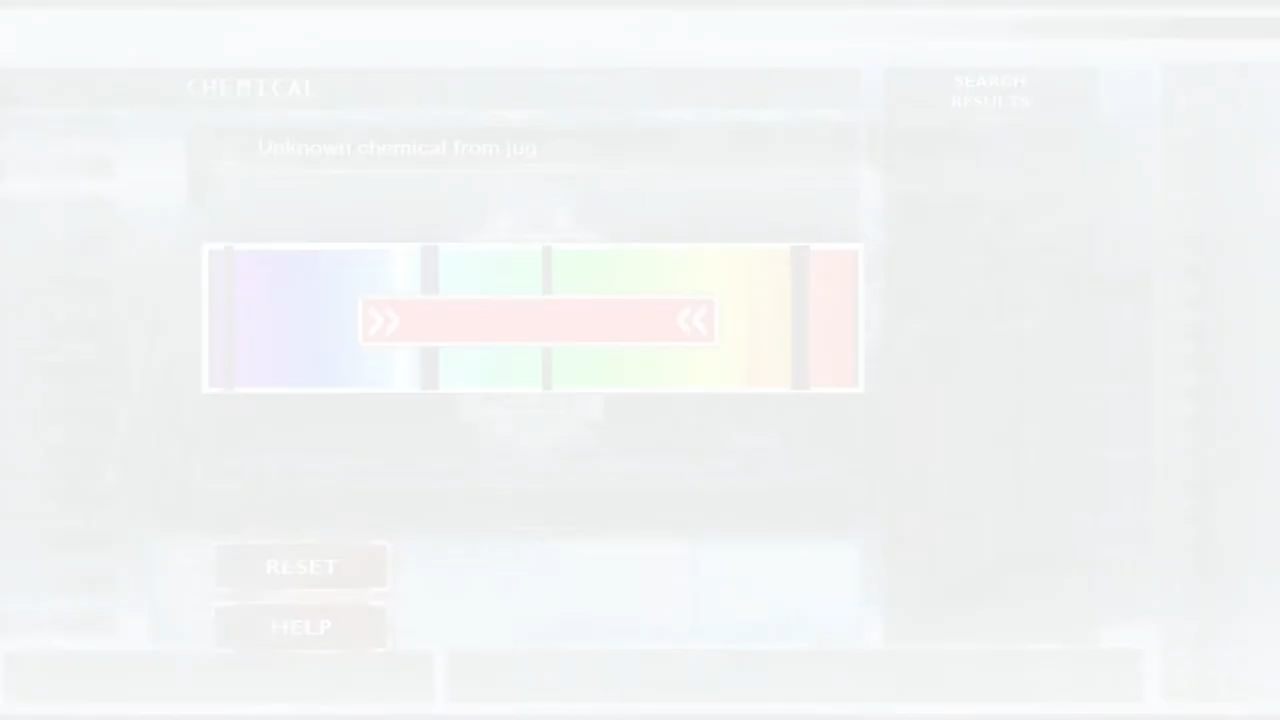 CHEMICAL
SEARCH
RESULTS
Unknown chemical from jug
RESET
HELP